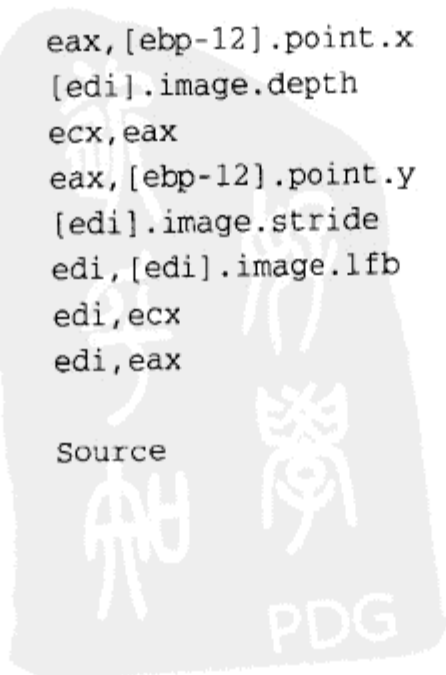 eax,[ebp-12].point.x
[edi].image.depth
ecx,eax
eax,[ebp-12].point.y
[edi].image.stride
edi,[edi].image.lfb
edi,ecx
edi,eax
Source
PDG